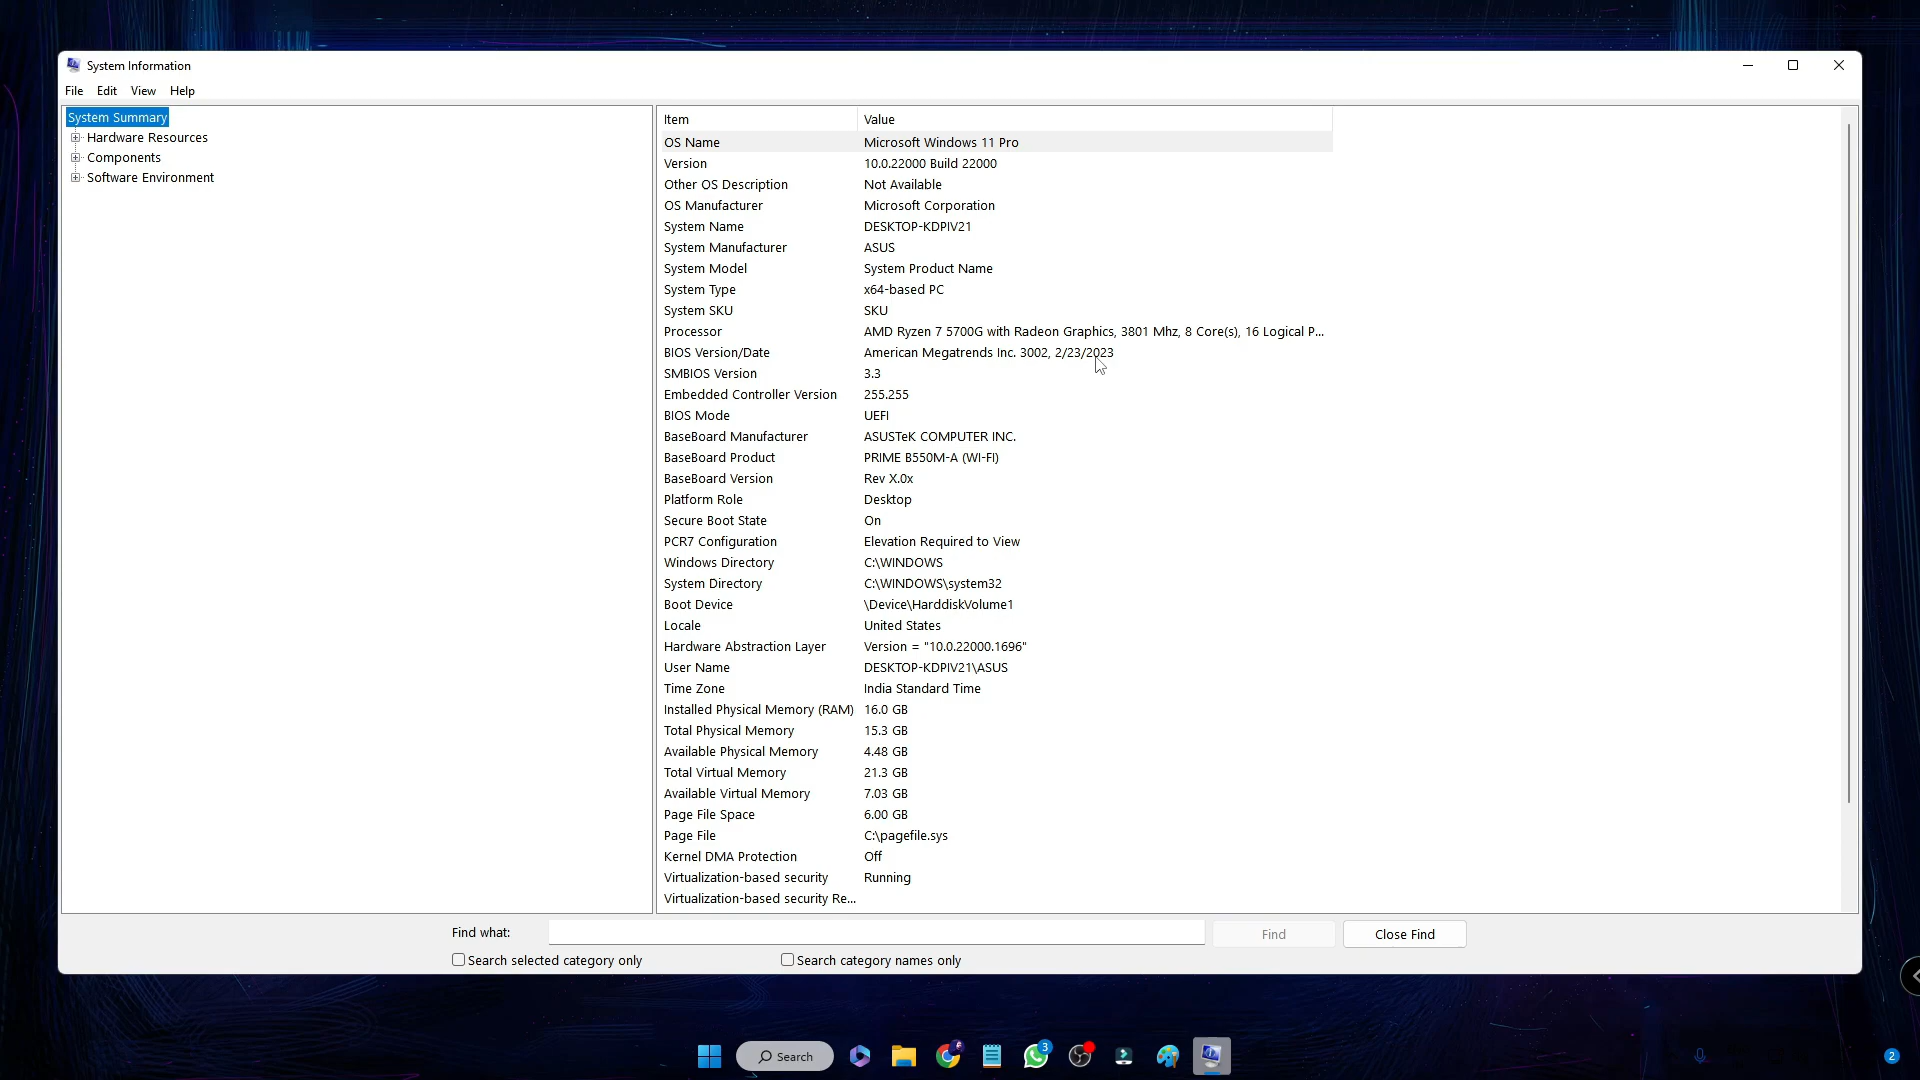 System Information
File Edit View Help
System Summary
Hardware Resources
Components
Software Environment
Item Value
OS Name Microsoft Windows 11 Pro
Version 10.0.22000 Build 22000
Other OS Description Not Available
OS Manufacturer Microsoft Corporation
System Name DESKTOP-KDPIV21
System Manufacturer ASUS
System Model System Product Name
System Type x64-based PC
System SKU SKU
Processor AMD Ryzen 7 5700G with Radeon Graphics, 3801 Mhz, 8 Core(s), 16 Logical P...
BIOS Version/Date American Megatrends Inc. 3002, 2/23/2023
SMBIOS Version 3.3
Embedded Controller Version 255.255
BIOS Mode UEFI
BaseBoard Manufacturer ASUSTeK COMPUTER INC.
BaseBoard Product PRIME B550M-A (WI-FI)
BaseBoard Version Rev X.0x
Platform Role Desktop
Secure Boot State On
PCR7 Configuration Elevation Required to View
Windows Directory C:\WINDOWS
System Directory C:\WINDOWS\system32
Boot Device \Device\HarddiskVolume1
Locale United States
Hardware Abstraction Layer Version = "10.0.22000.1696"
User Name DESKTOP-KDPIV21\ASUS
Time Zone India Standard Time
Installed Physical Memory (RAM) 16.0 GB
Total Physical Memory 15.3 GB
Available Physical Memory 4.48 GB
Total Virtual Memory 21.3 GB
Available Virtual Memory 7.03 GB
Page File Space 6.00 GB
Page File C:\pagefile.sys
Kernel DMA Protection Off
Virtualization-based security Running
Virtualization-based security Re...
Find what: Find Close Find
Search selected category only Search category names only
Search 3 2